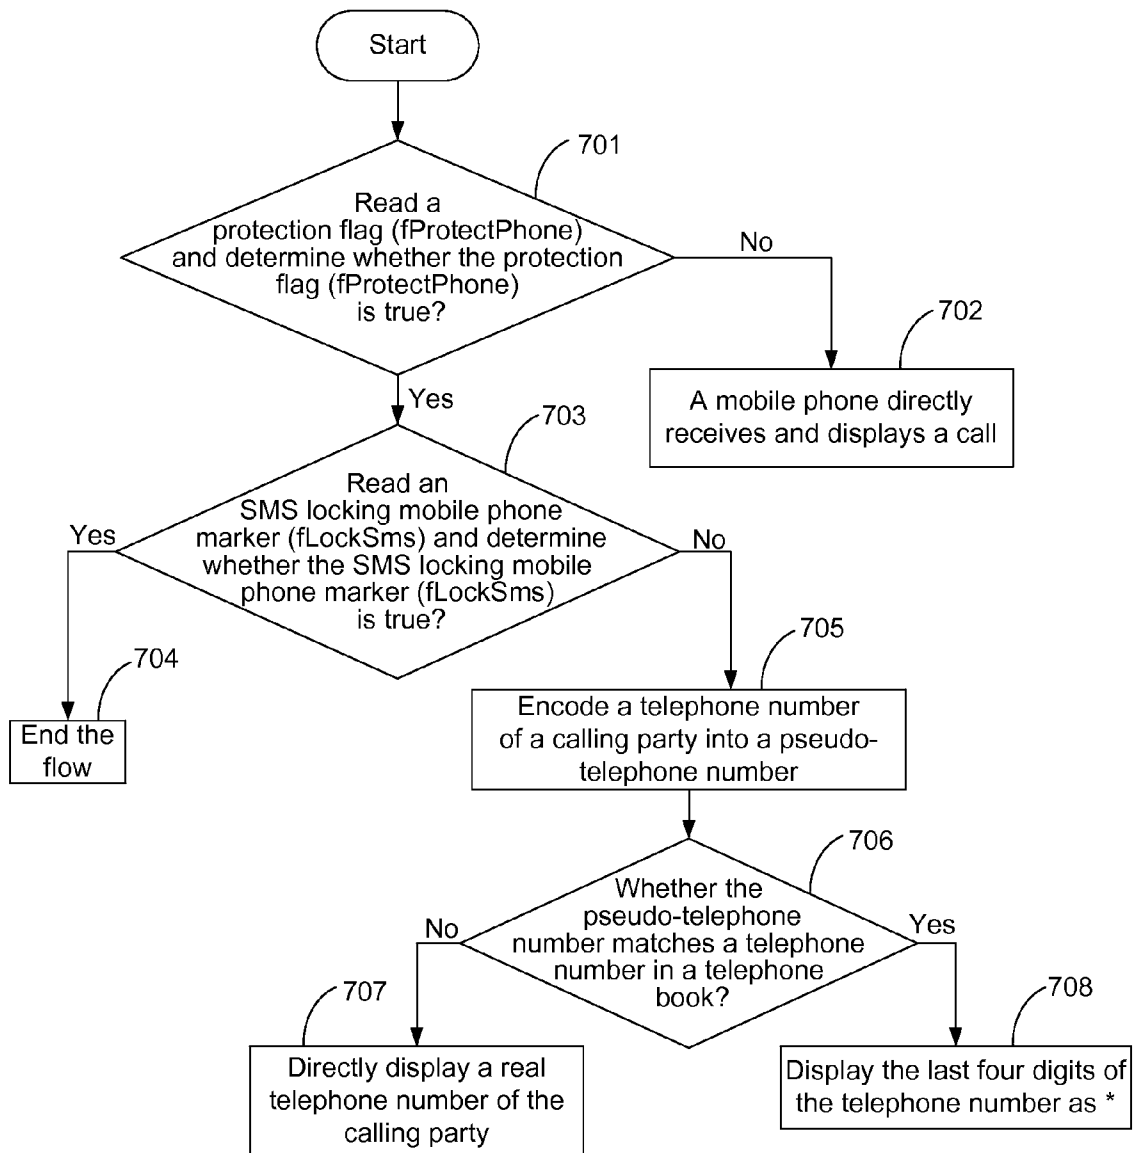 Start
701
Read a
protection flag (fProtectPhone)
and determine whether the protection
flag (fProtectPhone)
is true?
No
702
A mobile phone directly
receives and displays a call
Yes
703
Read an
SMS locking mobile phone
marker (fLockSms) and determine
whether the SMS locking mobile
phone marker (fLockSms)
is true?
Yes
No
704
End the
flow
705
Encode a telephone number
of a calling party into a pseudo-
telephone number
706
Whether the
pseudo-telephone
number matches a telephone
number in a telephone
book?
No
Yes
707
Directly display a real
telephone number of the
calling party
708
Display the last four digits of
the telephone number as *